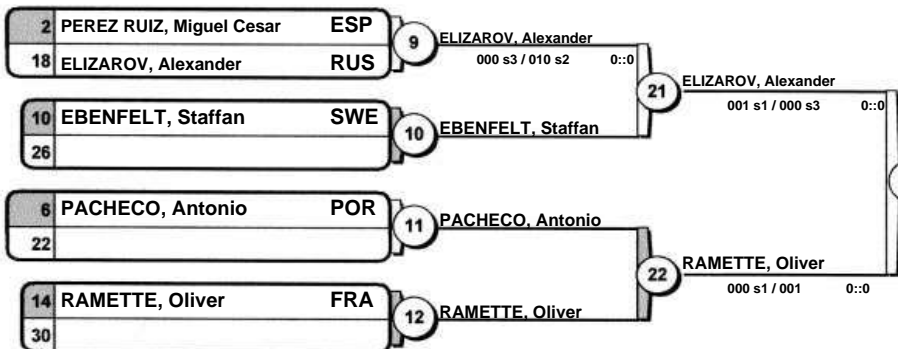 2 PEREZ RUIZ, Miguel Cesar ESP
18 ELIZAROV, Alexander RUS
9
ELIZAROV, Alexander
000 s3 / 010 s2 0::0
10 EBENFELT, Staffan SWE
26
10
EBENFELT, Staffan
21
ELIZAROV, Alexander
001 s1 / 000 s3 0::0
6 PACHECO, Antonio POR
22
11
PACHECO, Antonio
14 RAMETTE, Oliver FRA
30
12
RAMETTE, Oliver
22
RAMETTE, Oliver
000 s1 / 001 0::0